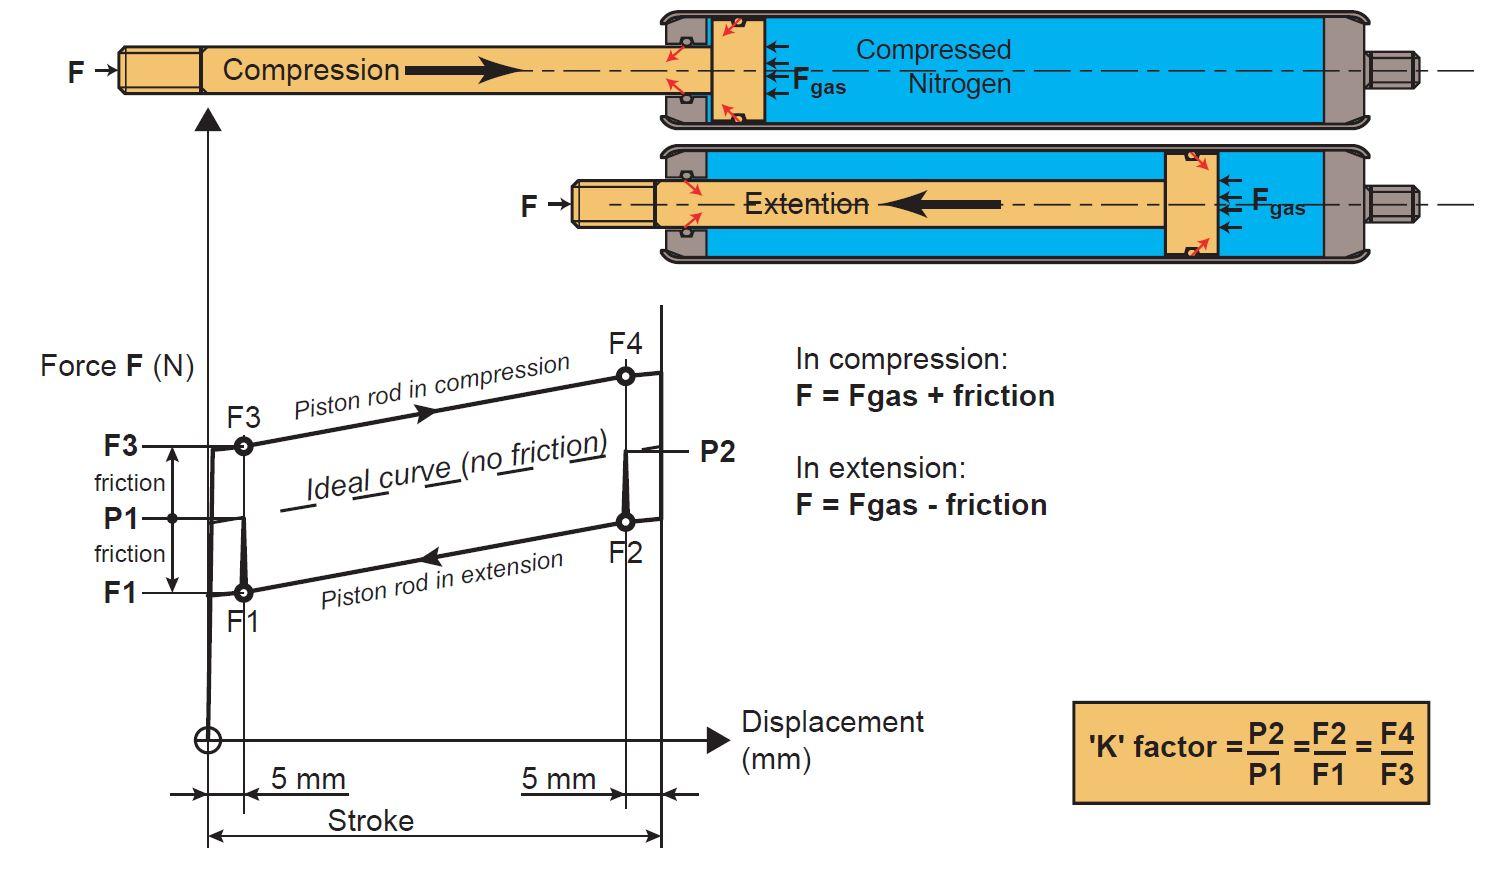 F
Compression
Fgas
Compressed
Nitrogen
F
Extention
Fgas
Force F (N)
F3
friction
P1
friction
F1
F3
F4
Piston rod in compression
Ideal curve (no friction)
P2
F2
Piston rod in extension
F1
In compression:
F = Fgas + friction
In extension:
F = Fgas - friction
Displacement
(mm)
5 mm
5 mm
Stroke
'K' factor = P2/P1 = F2/F1 = F4/F3